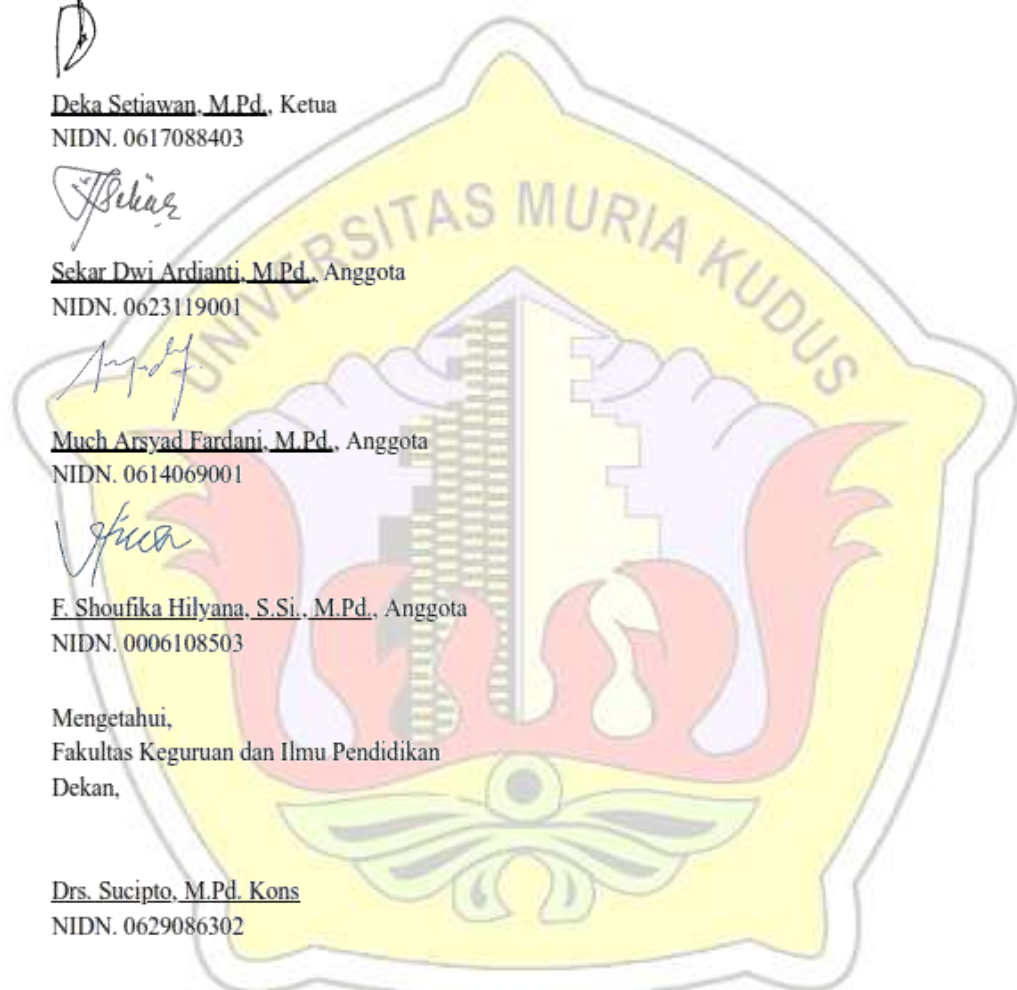 Deka Setiawan, M.Pd., Ketua
NIDN. 0617088403
Sekar Dwi Ardianti, M.Pd., Anggota
NIDN. 0623119001
Much Arsyad Fardani, M.Pd., Anggota
NIDN. 0614069001
F. Shoufika Hilyana, S.Si., M.Pd., Anggota
NIDN. 0006108503
Mengetahui,
Fakultas Keguruan dan Ilmu Pendidikan
Dekan,
Drs. Sucipto, M.Pd. Kons
NIDN. 0629086302
UNIVERSITAS MURIA KUDUS